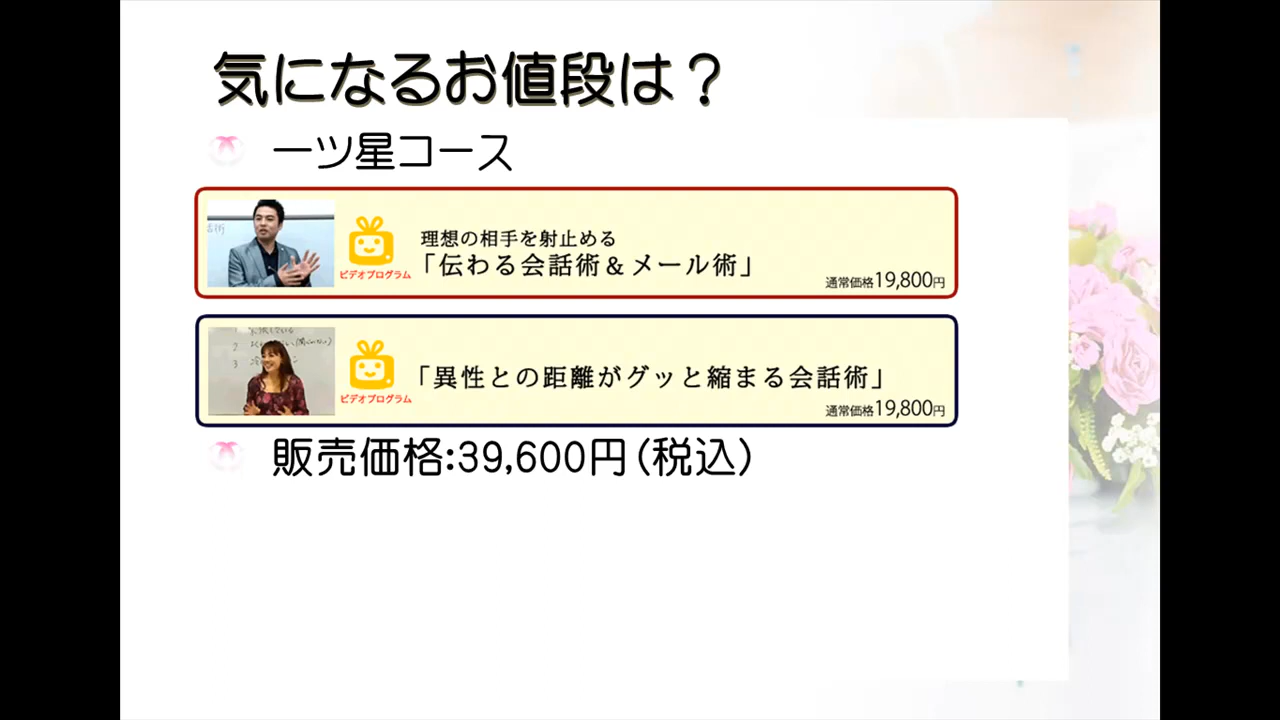 気になるお値段は？
一ツ星コース
ビデオプログラム
理想の相手を射止める
「伝わる会話術＆メール術」
通常価格19,800円
ビデオプログラム
「異性との距離がグッと縮まる会話術」
通常価格19,800円
販売価格:39,600円(税込)